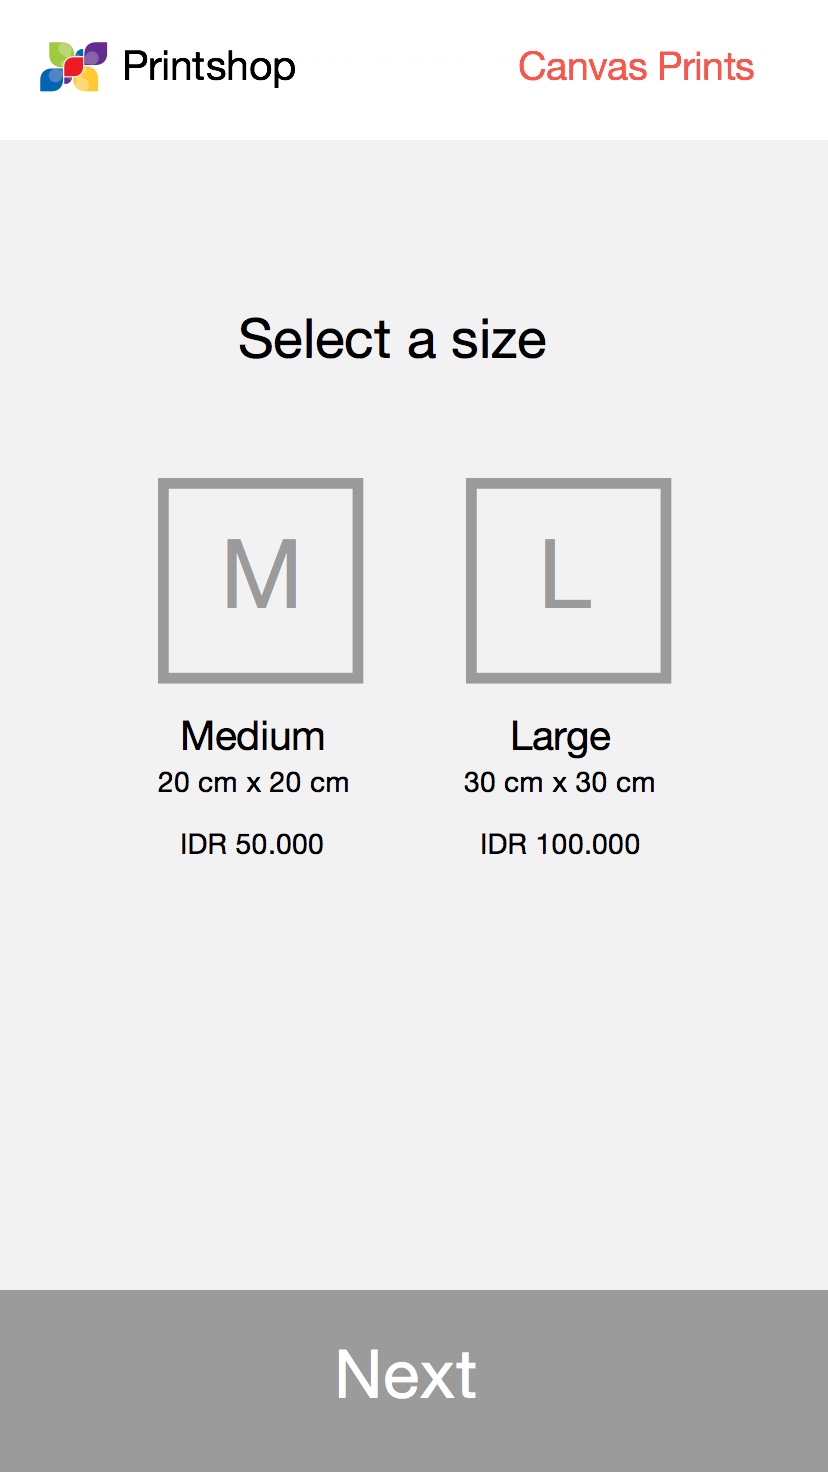 Printshop
Canvas Prints
Select a size
M
L
Medium
Large
20 cm x 20 cm
30 cm x 30 cm
IDR 50.000
IDR 100.000
Next